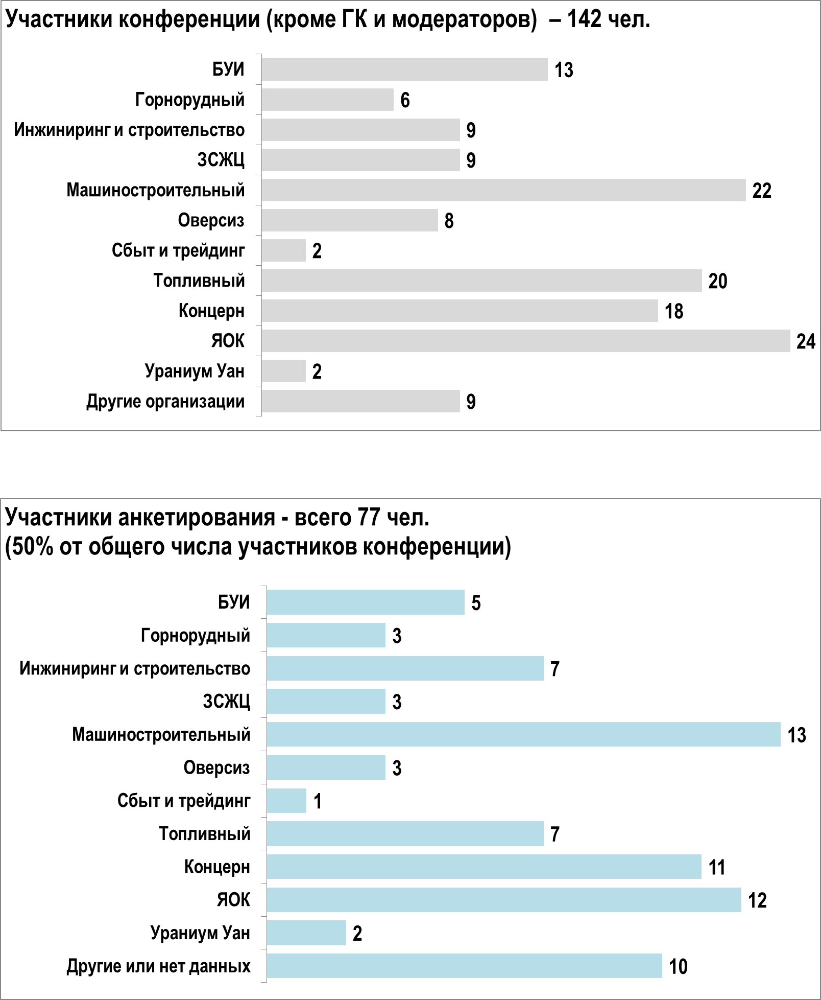 Участники конференции (кроме ГК и модераторов) – 142 чел.
БУИ 13
Горнорудный 6
Инжиниринг и строительство 9
ЗСЖЦ 9
Машиностроительный 22
Оверсиз 8
Сбыт и трейдинг 2
Топливный 20
Концерн 18
ЯОК 24
Ураниум Уан 2
Другие организации 9
Участники анкетирования - всего 77 чел.
(50% от общего числа участников конференции)
БУИ 5
Горнорудный 3
Инжиниринг и строительство 7
ЗСЖЦ 3
Машиностроительный 13
Оверсиз 3
Сбыт и трейдинг 1
Топливный 7
Концерн 11
ЯОК 12
Ураниум Уан 2
Другие или нет данных 10